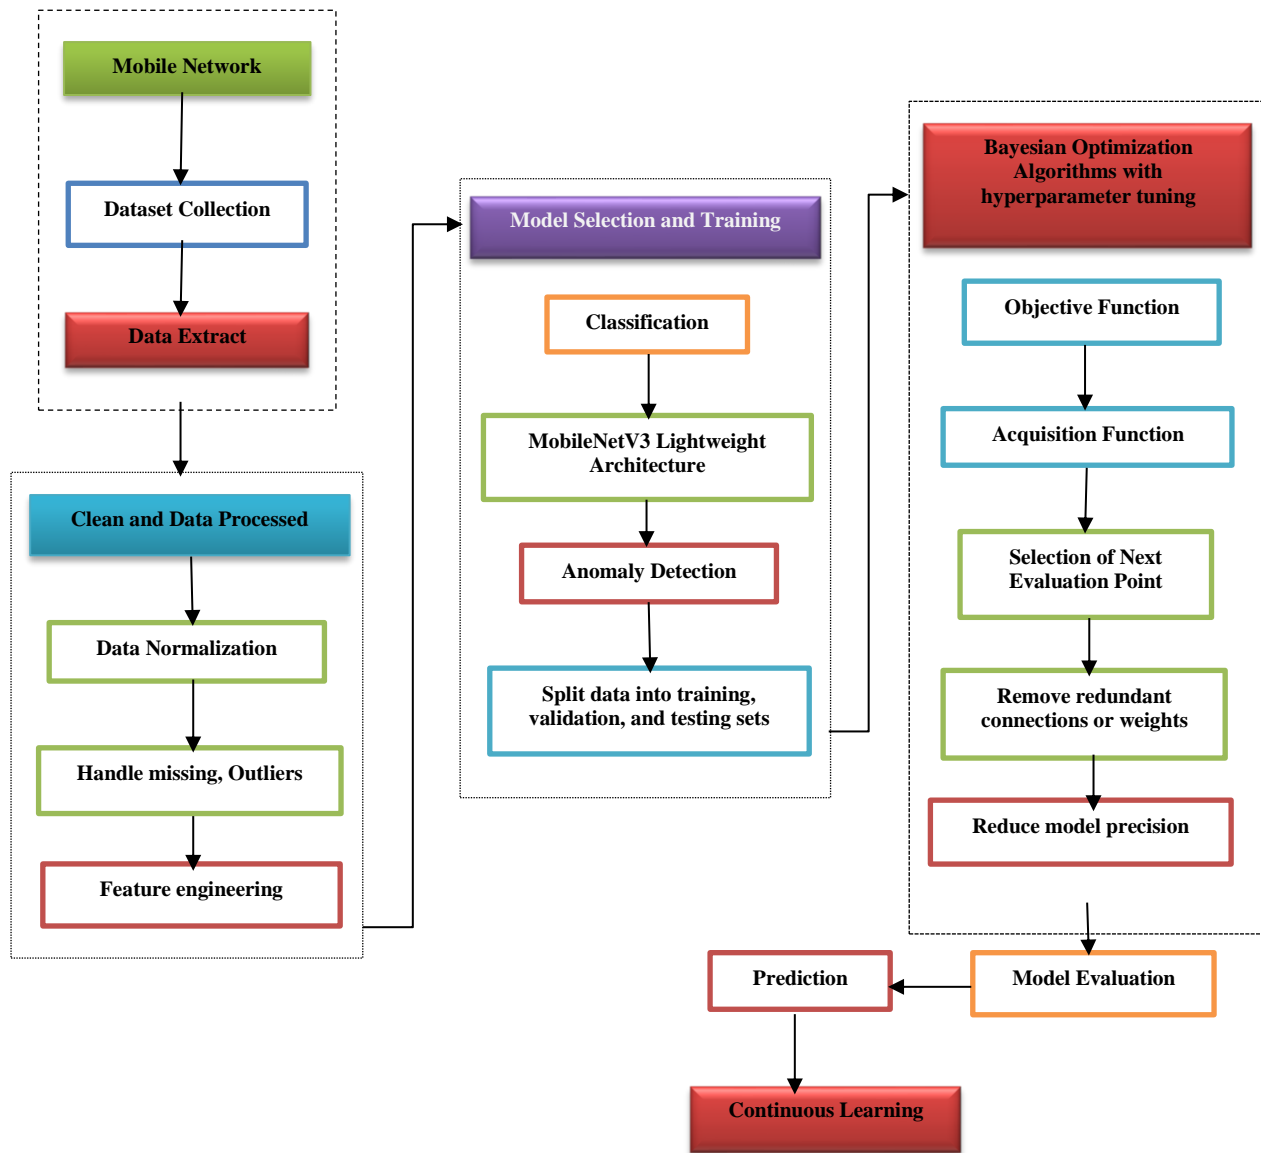 Mobile Network
Dataset Collection
Data Extract
Clean and Data Processed
Data Normalization
Handle missing, Outliers
Feature engineering
Model Selection and Training
Classification
MobileNetV3 Lightweight
Architecture
Anomaly Detection
Split data into training,
validation, and testing sets
Bayesian Optimization
Algorithms with
hyperparameter tuning
Objective Function
Acquisition Function
Selection of Next
Evaluation Point
Remove redundant
connections or weights
Reduce model precision
Model Evaluation
Prediction
Continuous Learning